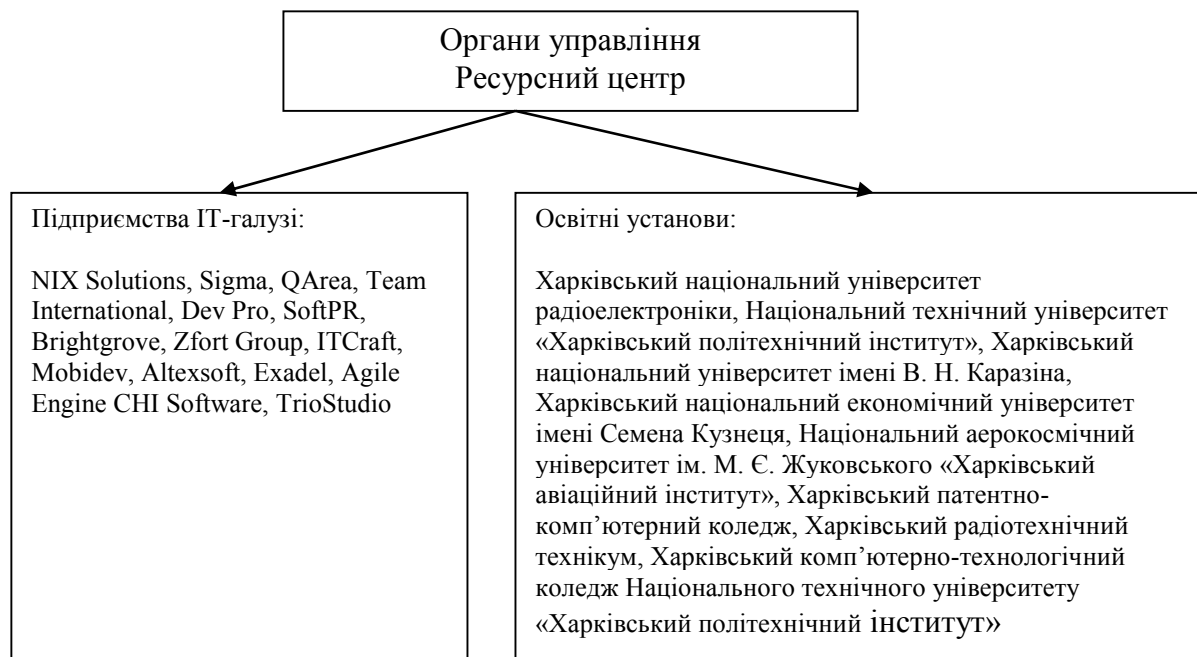 Органи управління
Ресурсний центр
Підприємства ІТ-галузі:
NIX Solutions, Sigma, QArea, Team
International, Dev Pro, SoftPR,
Brightgrove, Zfort Group, ITCraft,
Mobidev, Altexsoft, Exadel, Agile
Engine CHI Software, TrioStudio
Освітні установи:
Харківський національний університет
радіоелектроніки, Національний технічний університет
«Харківський політехнічний інститут», Харківський
національний університет імені В. Н. Каразіна,
Харківський національний економічний університет
імені Семена Кузнеця, Національний аерокосмічний
університет ім. М. Є. Жуковського «Харківський
авіаційний інститут», Харківський патентно-
комп’ютерний коледж, Харківський радіотехнічний
технікум, Харківський комп’ютерно-технологічний
коледж Національного технічного університету
«Харківський політехнічний інститут»